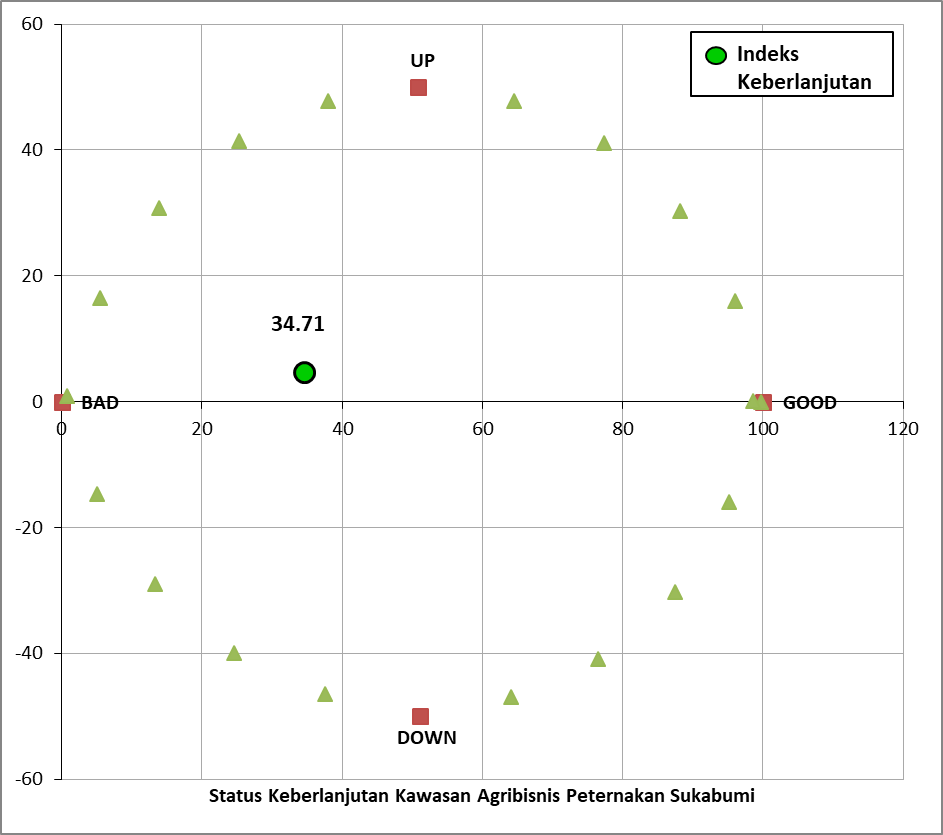 60
UP
Indeks
Keberlanjutan
40
20
34.71
0
BAD
GOOD
0 20 40 60 80 100 120
-20
-40
DOWN
-60
Status Keberlanjutan Kawasan Agribisnis Peternakan Sukabumi